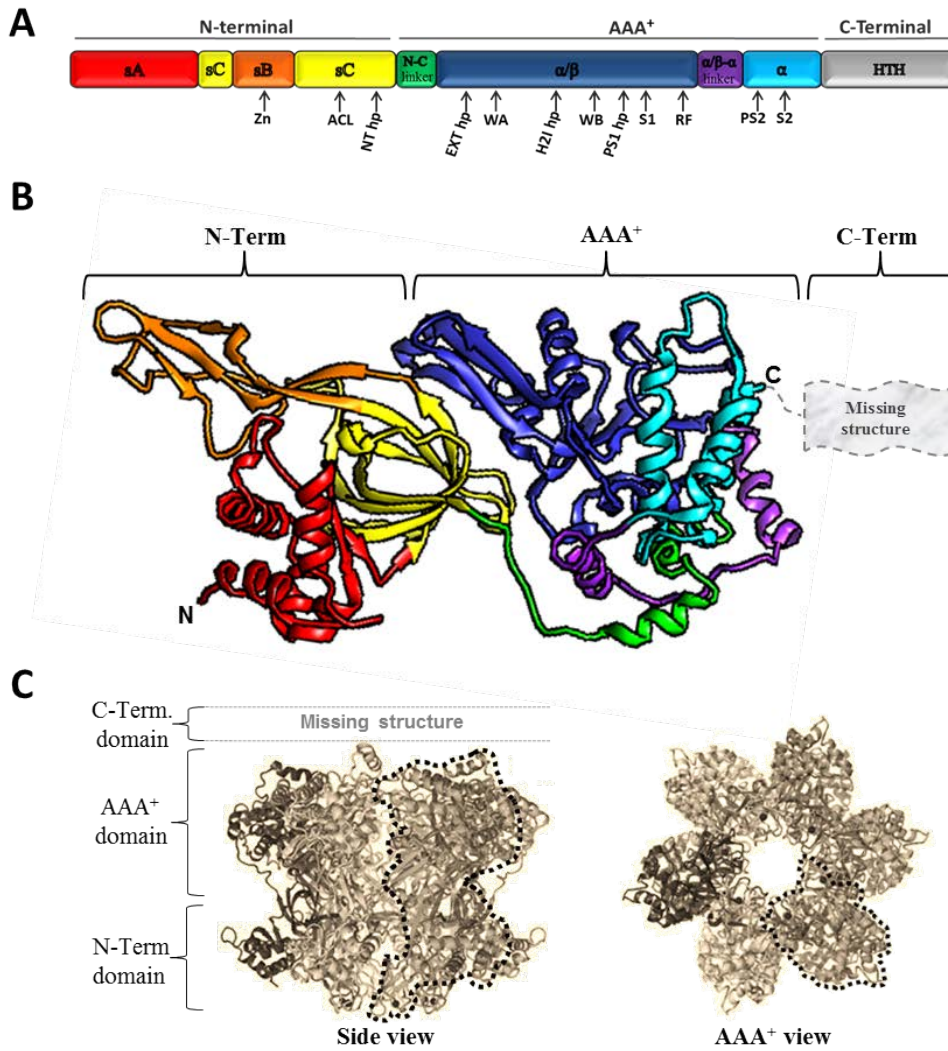 A
N-terminal AAA⁺ C-Terminal
sA sC sB sC N-C linker α/β α/β-α linker α HTH
Zn ACL NT hp EXT hp WA H2I hp WB PS1 hp S1 RF PS2 S2
B
N-Term AAA⁺ C-Term
C
Missing
structure
N
C
C-Term.
domain
Missing structure
AAA⁺
domain
N-Term
domain
Side view AAA⁺ view